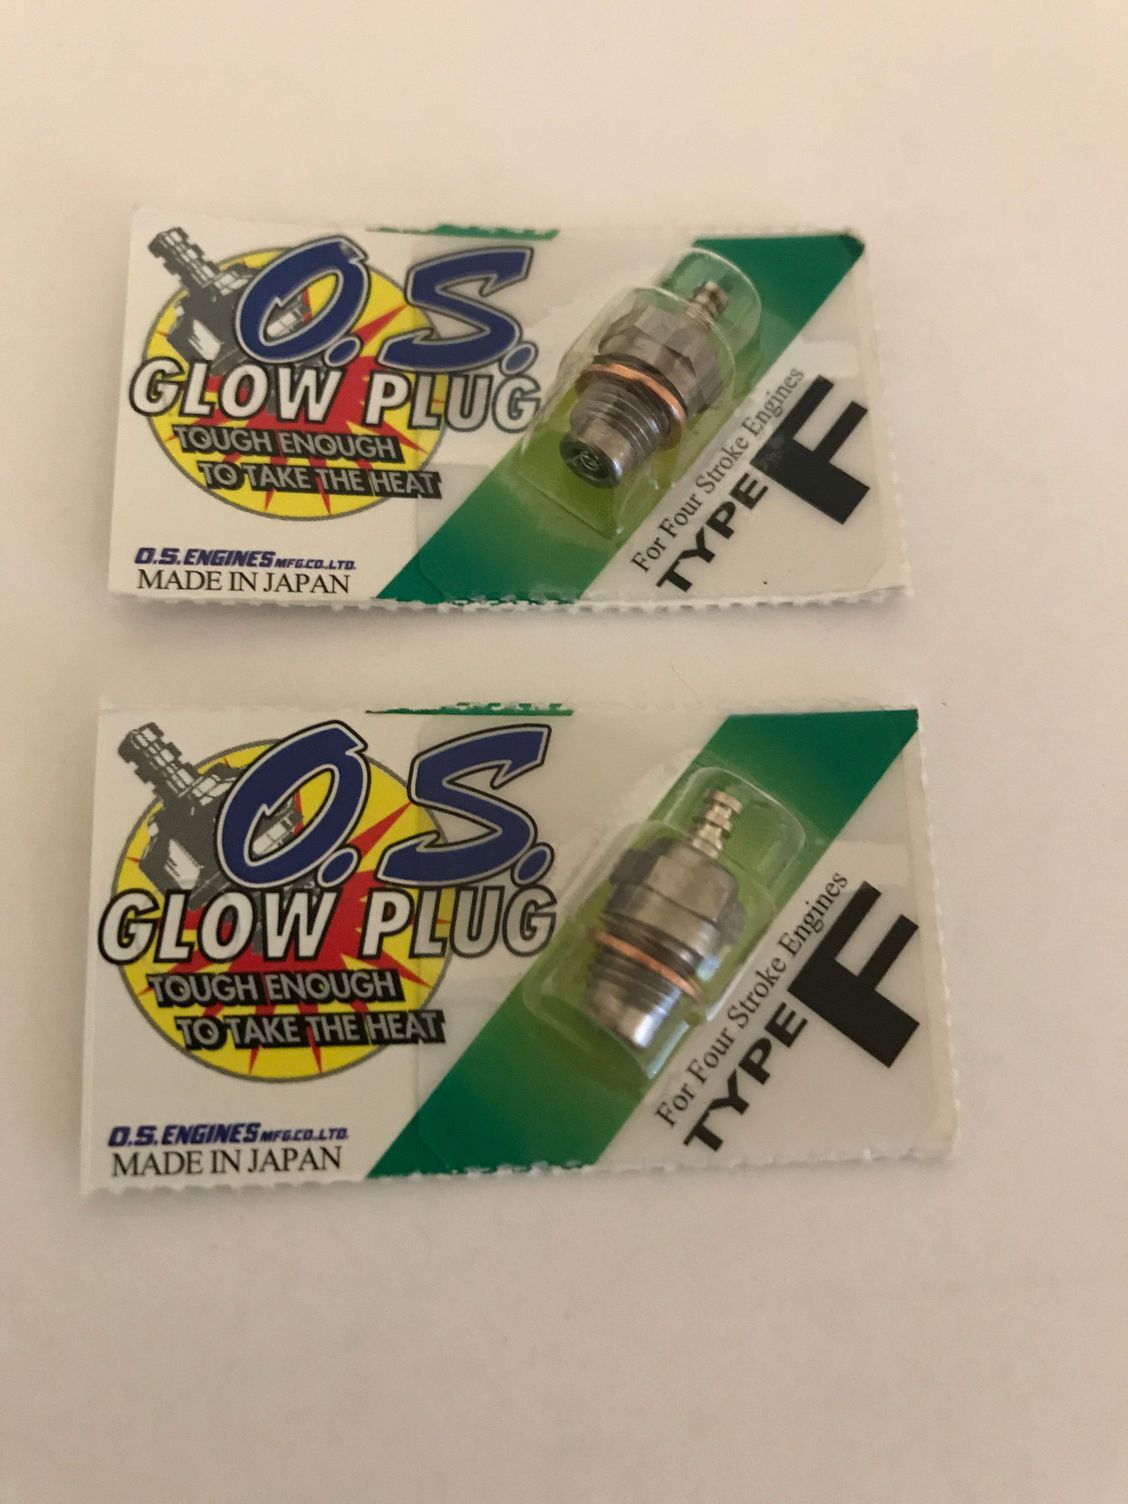 O.S.
GLOW PLUG
TOUGH ENOUGH
TO TAKE THE HEAT
O.S. ENGINES MFG.CO.,LTD.
MADE IN JAPAN
For Four Stroke Engines
TYPE F
O.S.
GLOW PLUG
TOUGH ENOUGH
TO TAKE THE HEAT
O.S. ENGINES MFG.CO.,LTD.
MADE IN JAPAN
For Four Stroke Engines
TYPE F